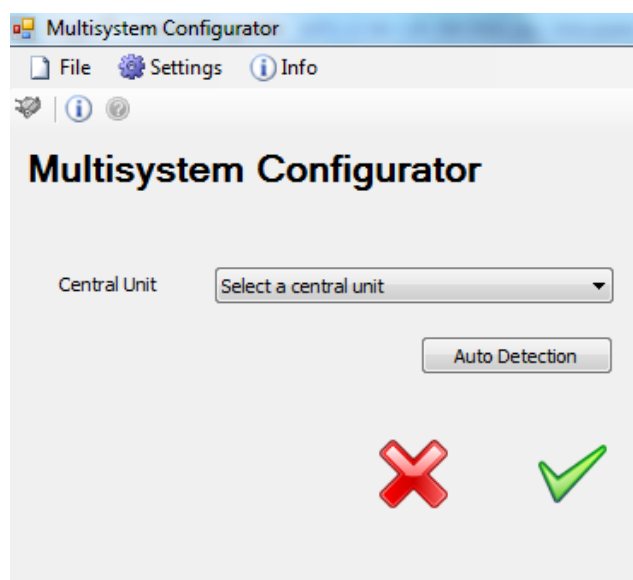 Multisystem Configurator
File Settings Info
Multisystem Configurator
Central Unit Select a central unit
Auto Detection